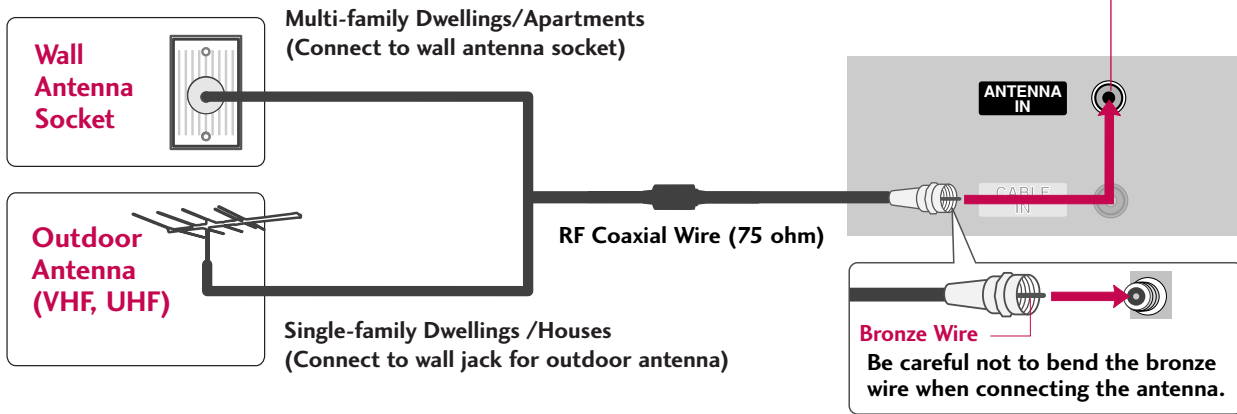 Multi-family Dwellings/Apartments
(Connect to wall antenna socket)
Wall
Antenna
Socket
ANTENNA
IN
CABLE
IN
RF Coaxial Wire (75 ohm)
Outdoor
Antenna
(VHF, UHF)
Single-family Dwellings /Houses
(Connect to wall jack for outdoor antenna)
Bronze Wire
Be careful not to bend the bronze
wire when connecting the antenna.